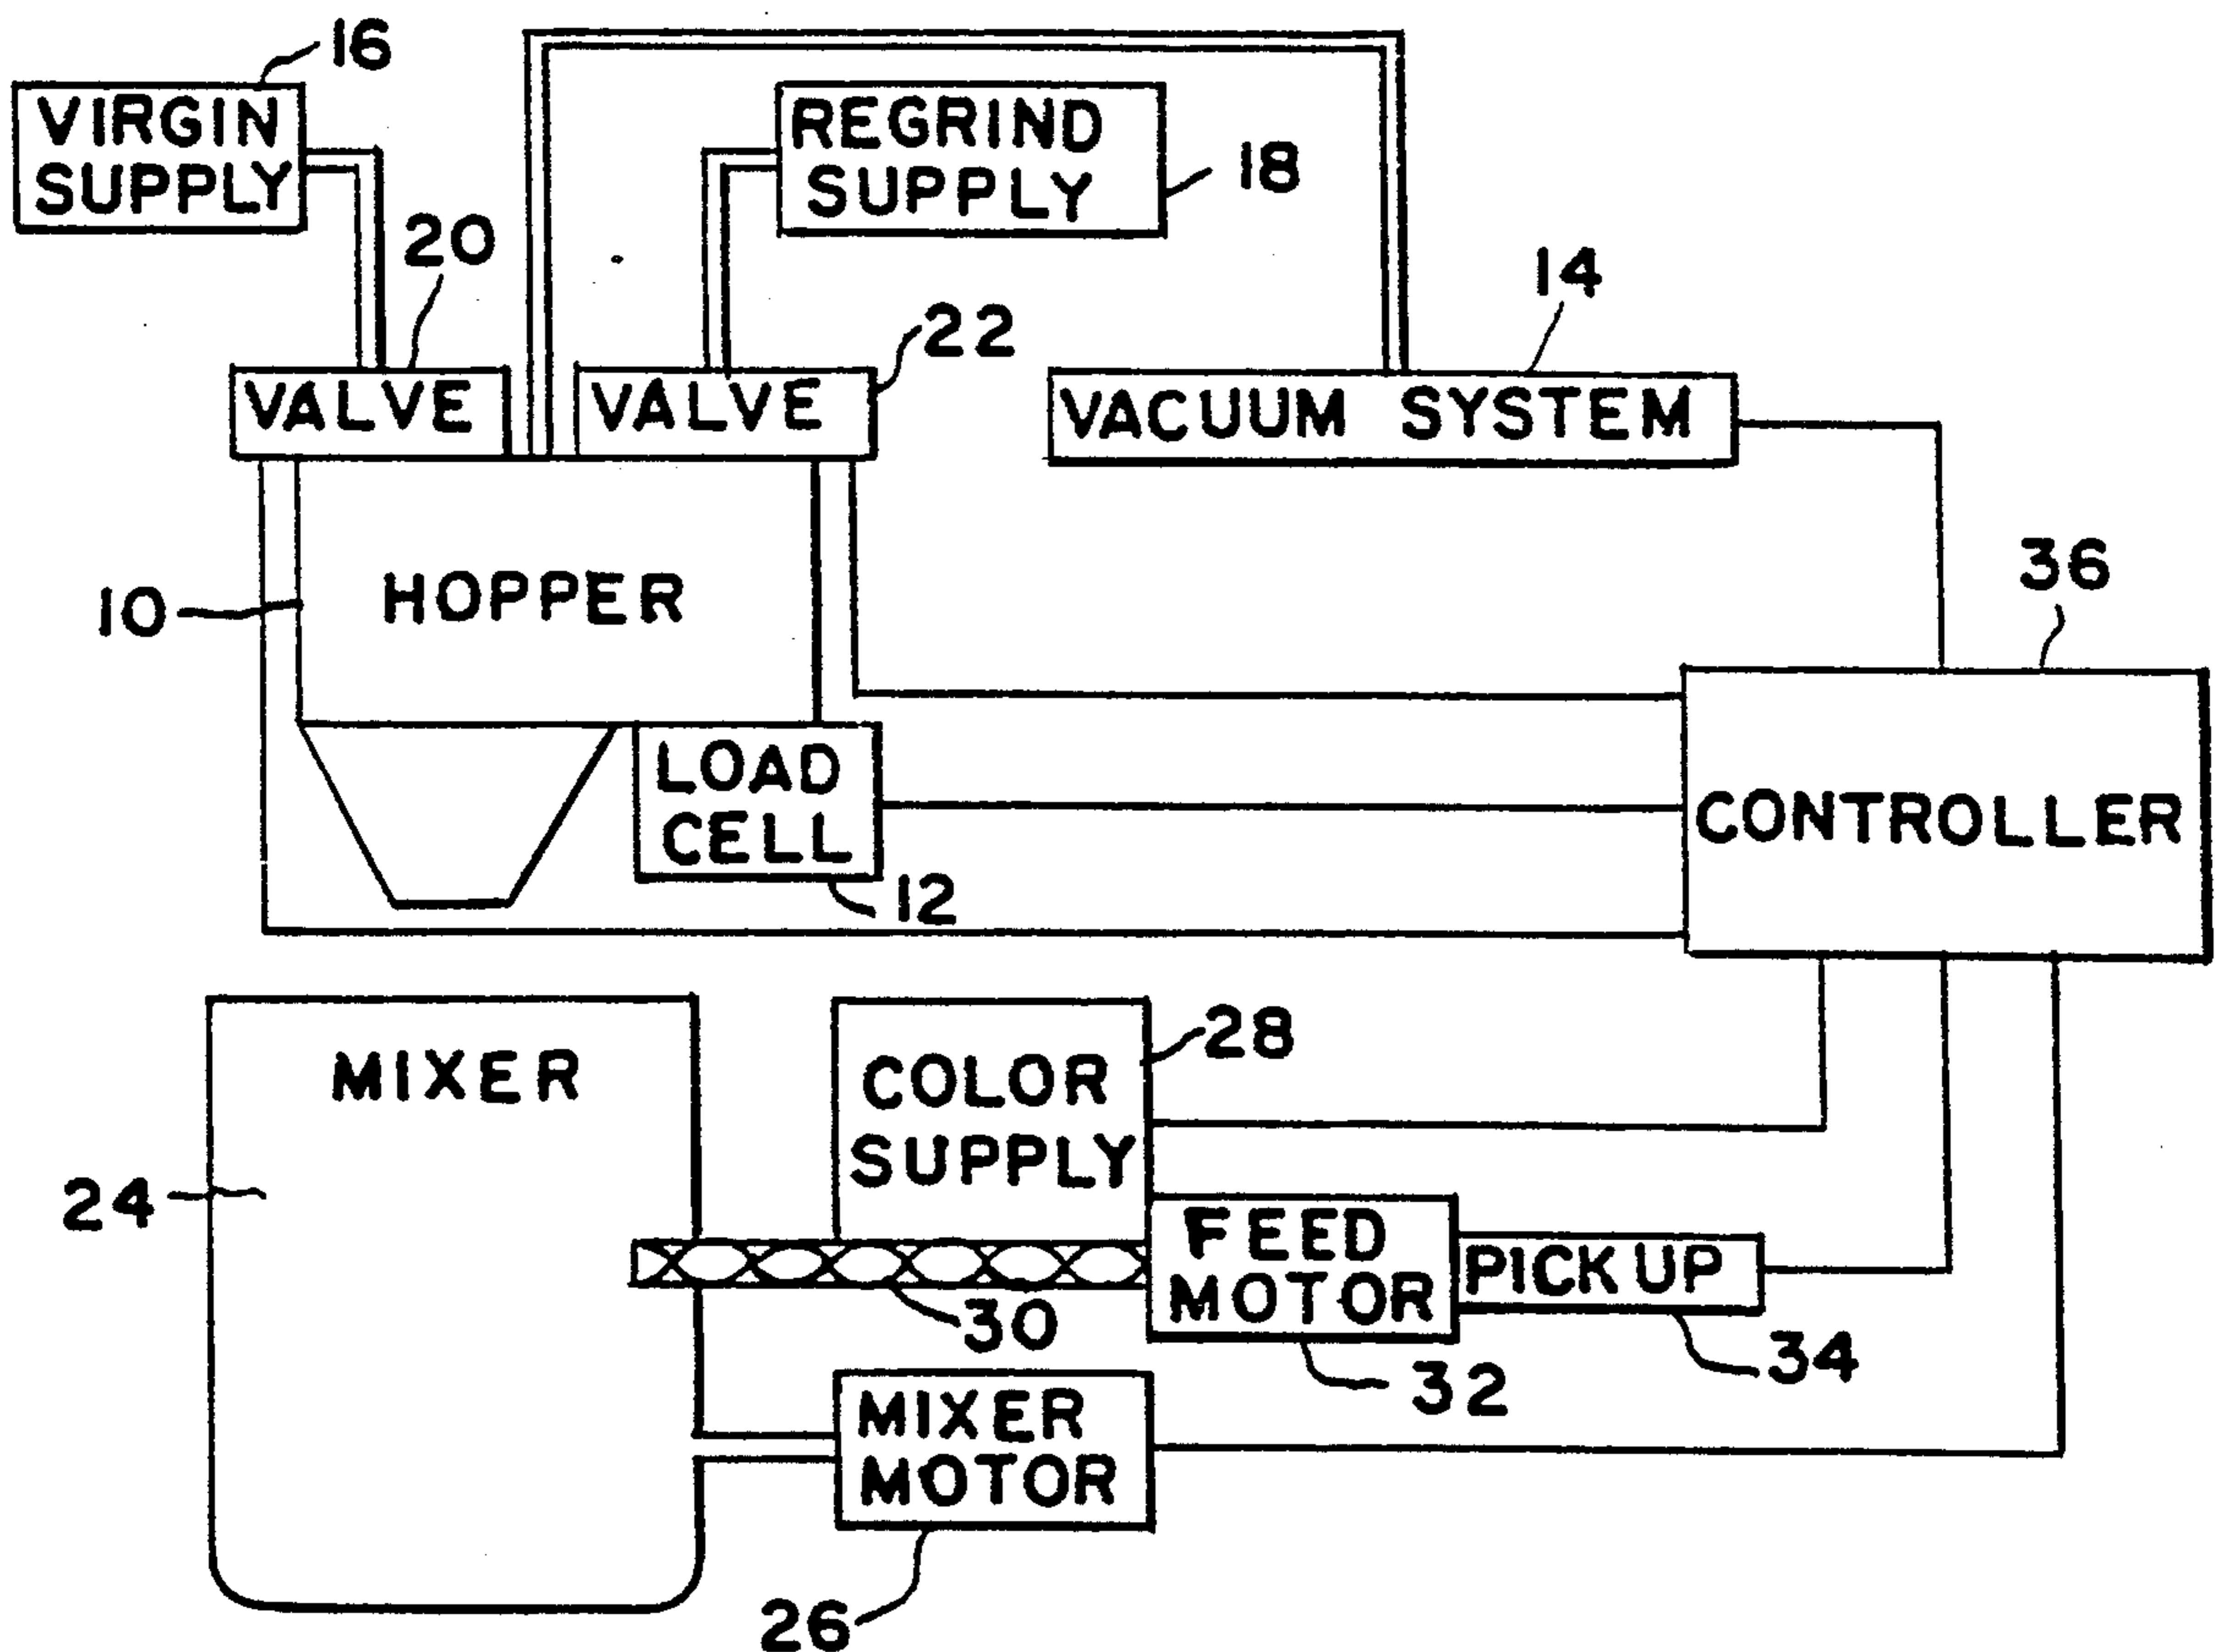 16
VIRGIN
SUPPLY
REGRIND
SUPPLY
18
20
14
22
VALVE
VALVE
VACUUM SYSTEM
36
10
HOPPER
LOAD
CELL
CONTROLLER
12
MIXER
28
COLOR
SUPPLY
24
FEED
MOTOR
PICK UP
30
34
32
MIXER
MOTOR
26